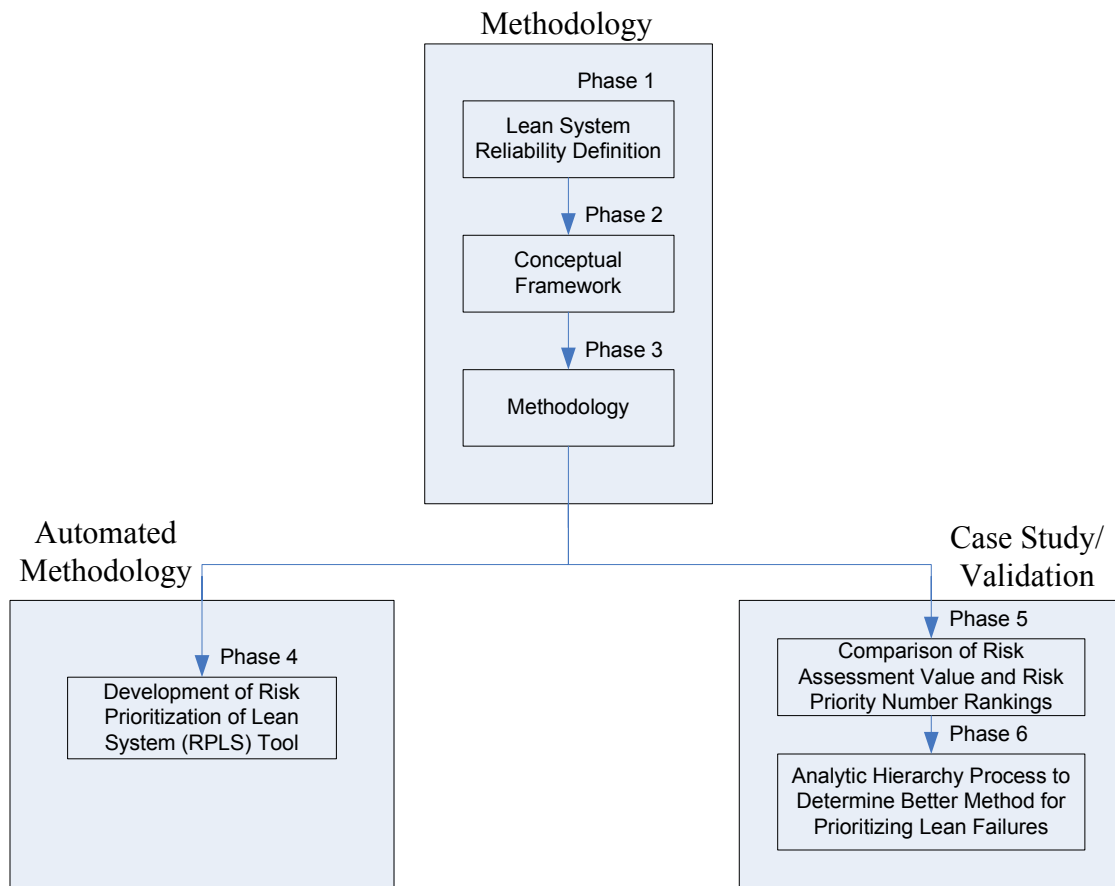 Methodology
Phase 1
Lean System
Reliability Definition
Phase 2
Conceptual
Framework
Phase 3
Methodology
Automated
Methodology
Phase 4
Development of Risk
Prioritization of Lean
System (RPLS) Tool
Case Study/
Validation
Phase 5
Comparison of Risk
Assessment Value and Risk
Priority Number Rankings
Phase 6
Analytic Hierarchy Process to
Determine Better Method for
Prioritizing Lean Failures